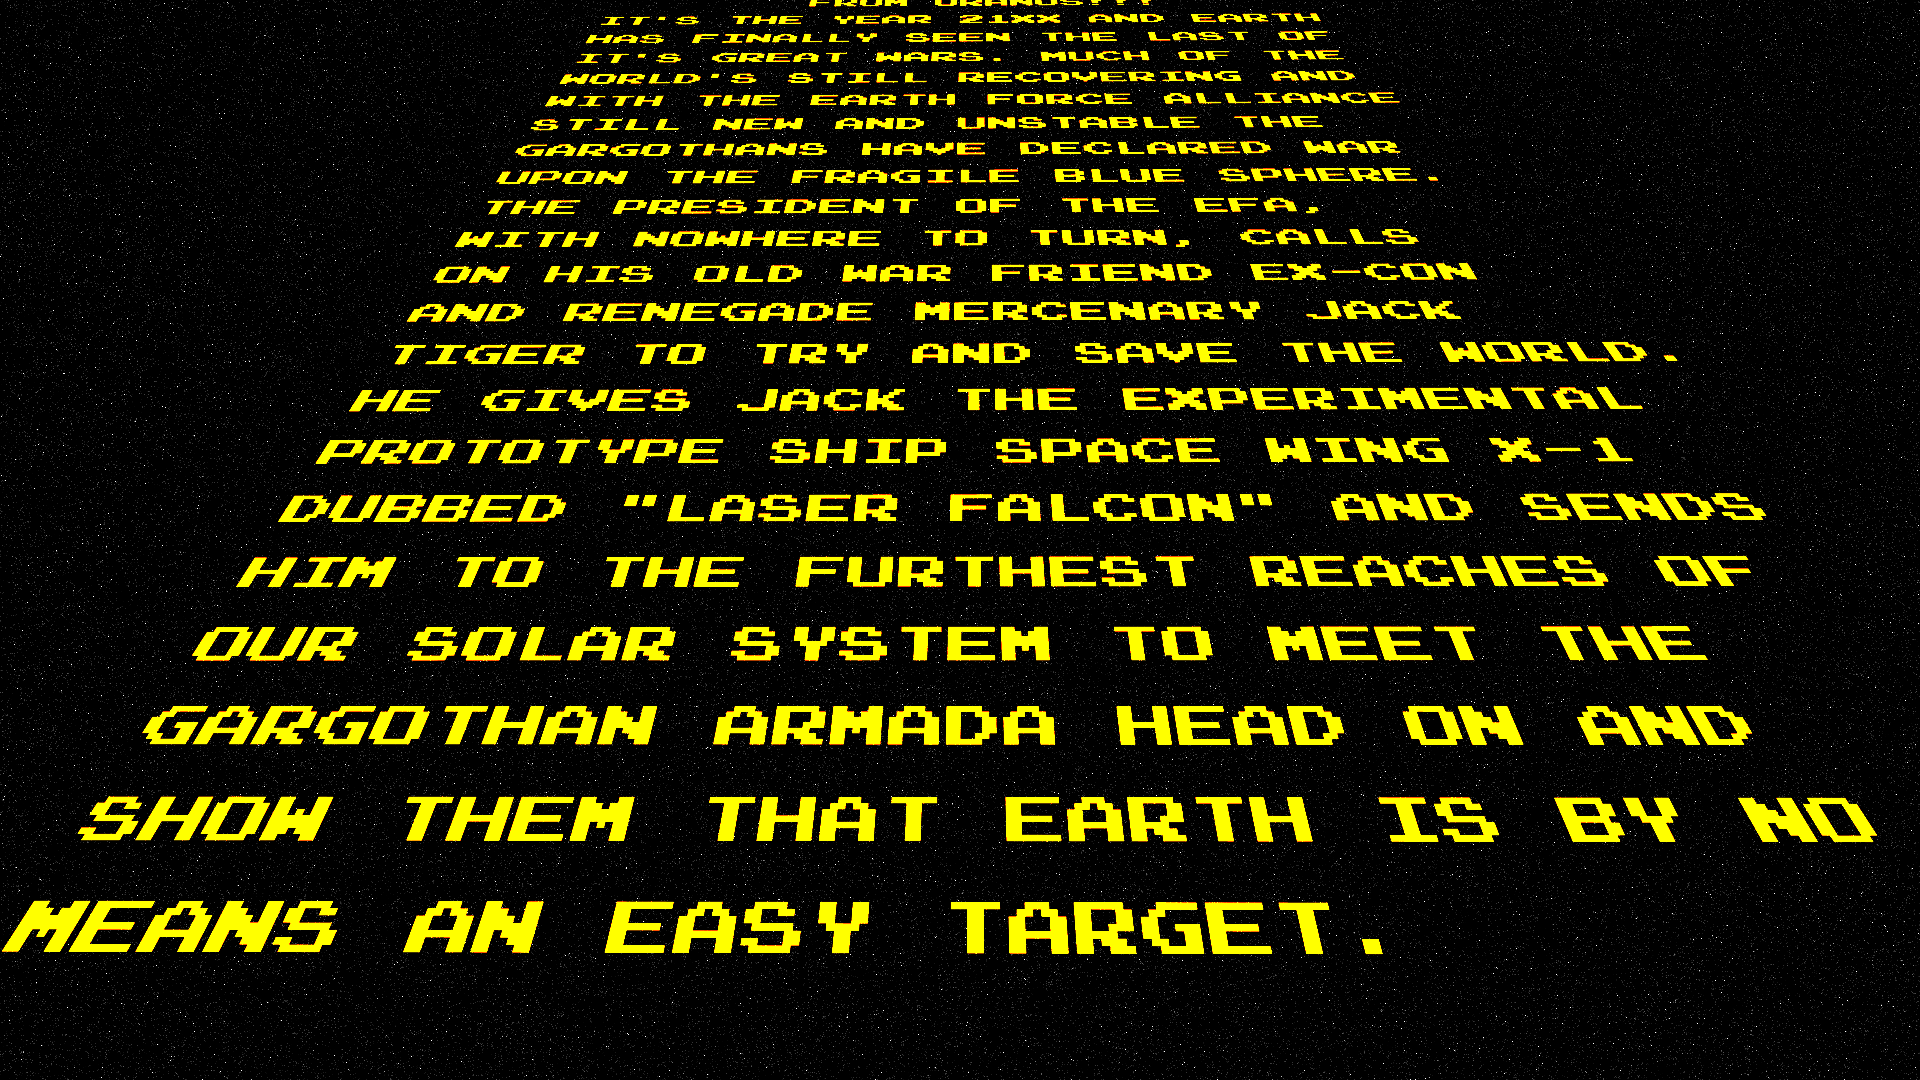 FROM URANUS???
IT'S THE YEAR 21XX AND EARTH
HAS FINALLY SEEN THE LAST OF
IT'S GREAT WARS. MUCH OF THE
WORLD'S STILL RECOVERING AND
WITH THE EARTH FORCE ALLIANCE
STILL NEW AND UNSTABLE THE
GARGOTHANS HAVE DECLARED WAR
UPON THE FRAGILE BLUE SPHERE.
THE PRESIDENT OF THE EFA,
WITH NOWHERE TO TURN, CALLS
ON HIS OLD WAR FRIEND EX-CON
AND RENEGADE MERCENARY JACK
TIGER TO TRY AND SAVE THE WORLD.
HE GIVES JACK THE EXPERIMENTAL
PROTOTYPE SHIP SPACE WING X-1
DUBBED "LASER FALCON" AND SENDS
HIM TO THE FURTHEST REACHES OF
OUR SOLAR SYSTEM TO MEET THE
GARGOTHAN ARMADA HEAD ON AND
SHOW THEM THAT EARTH IS BY NO
MEANS AN EASY TARGET.